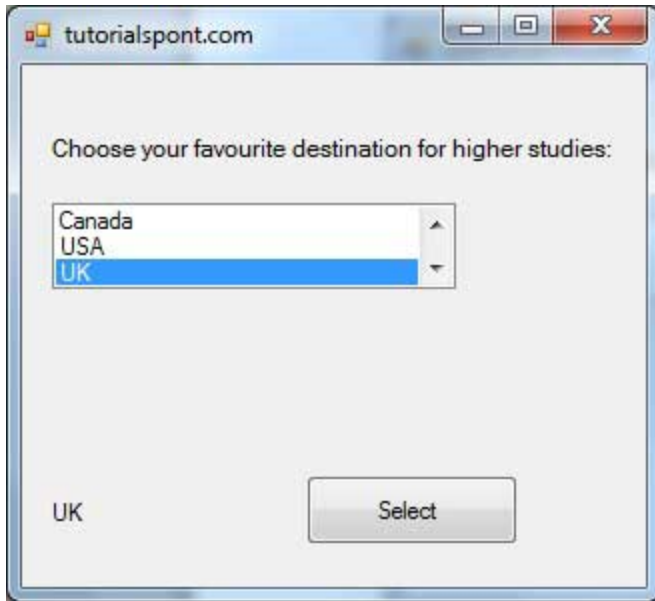 tutorialspont.com
Choose your favourite destination for higher studies:
Canada
USA
UK
UK
Select